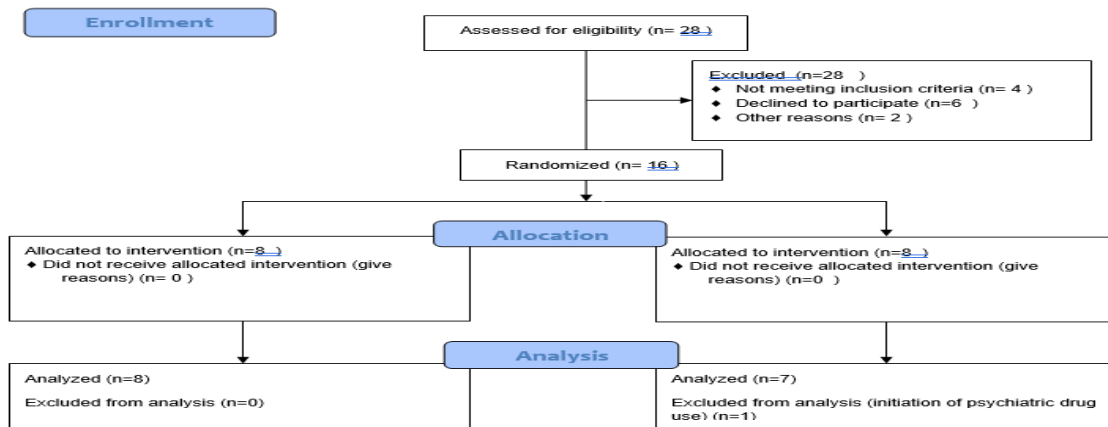 Enrollment
Assessed for eligibility (n= 28 )
Excluded (n=28 )
♦ Not meeting inclusion criteria (n= 4 )
♦ Declined to participate (n=6 )
♦ Other reasons (n= 2 )
Randomized (n= 16 )
Allocation
Allocated to intervention (n=8 )
♦ Did not receive allocated intervention (give
reasons) (n= 0 )
Allocated to intervention (n=8 )
♦ Did not receive allocated intervention (give
reasons) (n=0 )
Analysis
Analyzed (n=8)
Excluded from analysis (n=0)
Analyzed (n=7)
Excluded from analysis (initiation of psychiatric drug
use) (n=1)